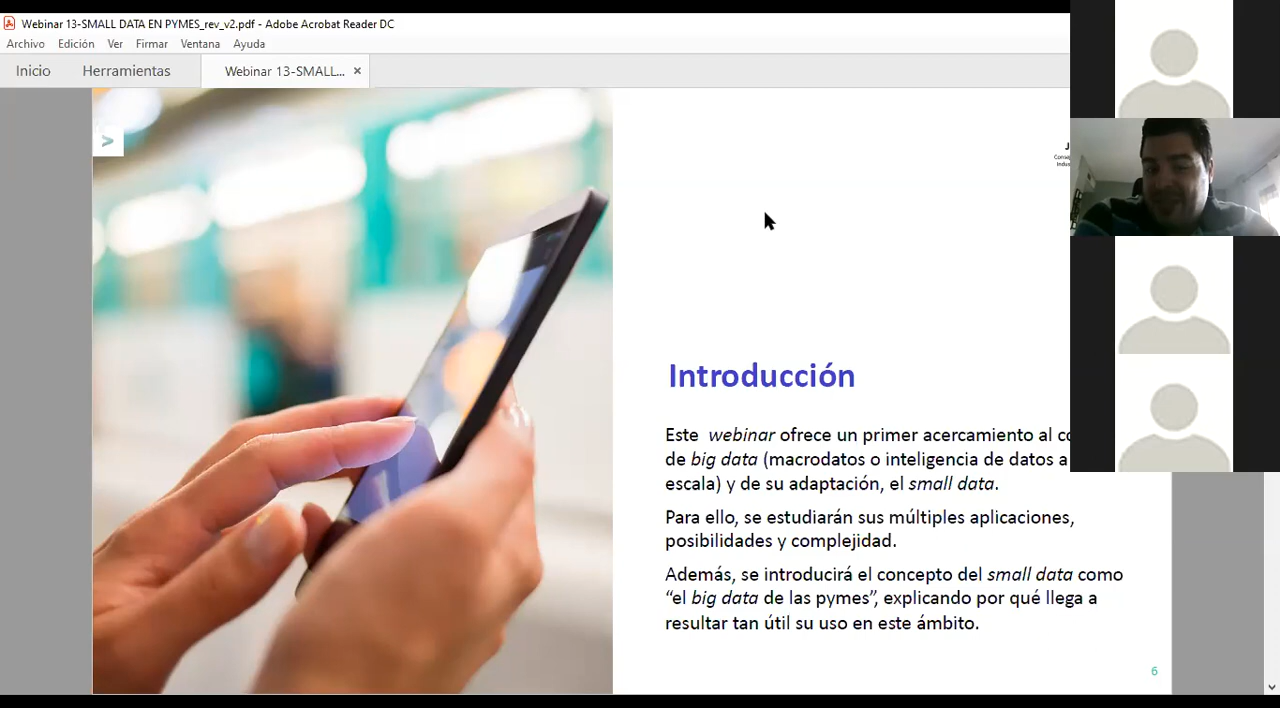 Webinar 13-SMALL DATA EN PYMES_rev_v2.pdf - Adobe Acrobat Reader DC
Archivo Edición Ver Firmar Ventana Ayuda
Inicio Herramientas Webinar 13-SMALL... ×
>
J
Introducción
Este webinar ofrece un primer acercamiento al
de big data (macrodatos o inteligencia de datos a
escala) y de su adaptación, el small data.
Para ello, se estudiarán sus múltiples aplicaciones,
posibilidades y complejidad.
Además, se introducirá el concepto del small data como
“el big data de las pymes”, explicando por qué llega a
resultar tan útil su uso en este ámbito.
6